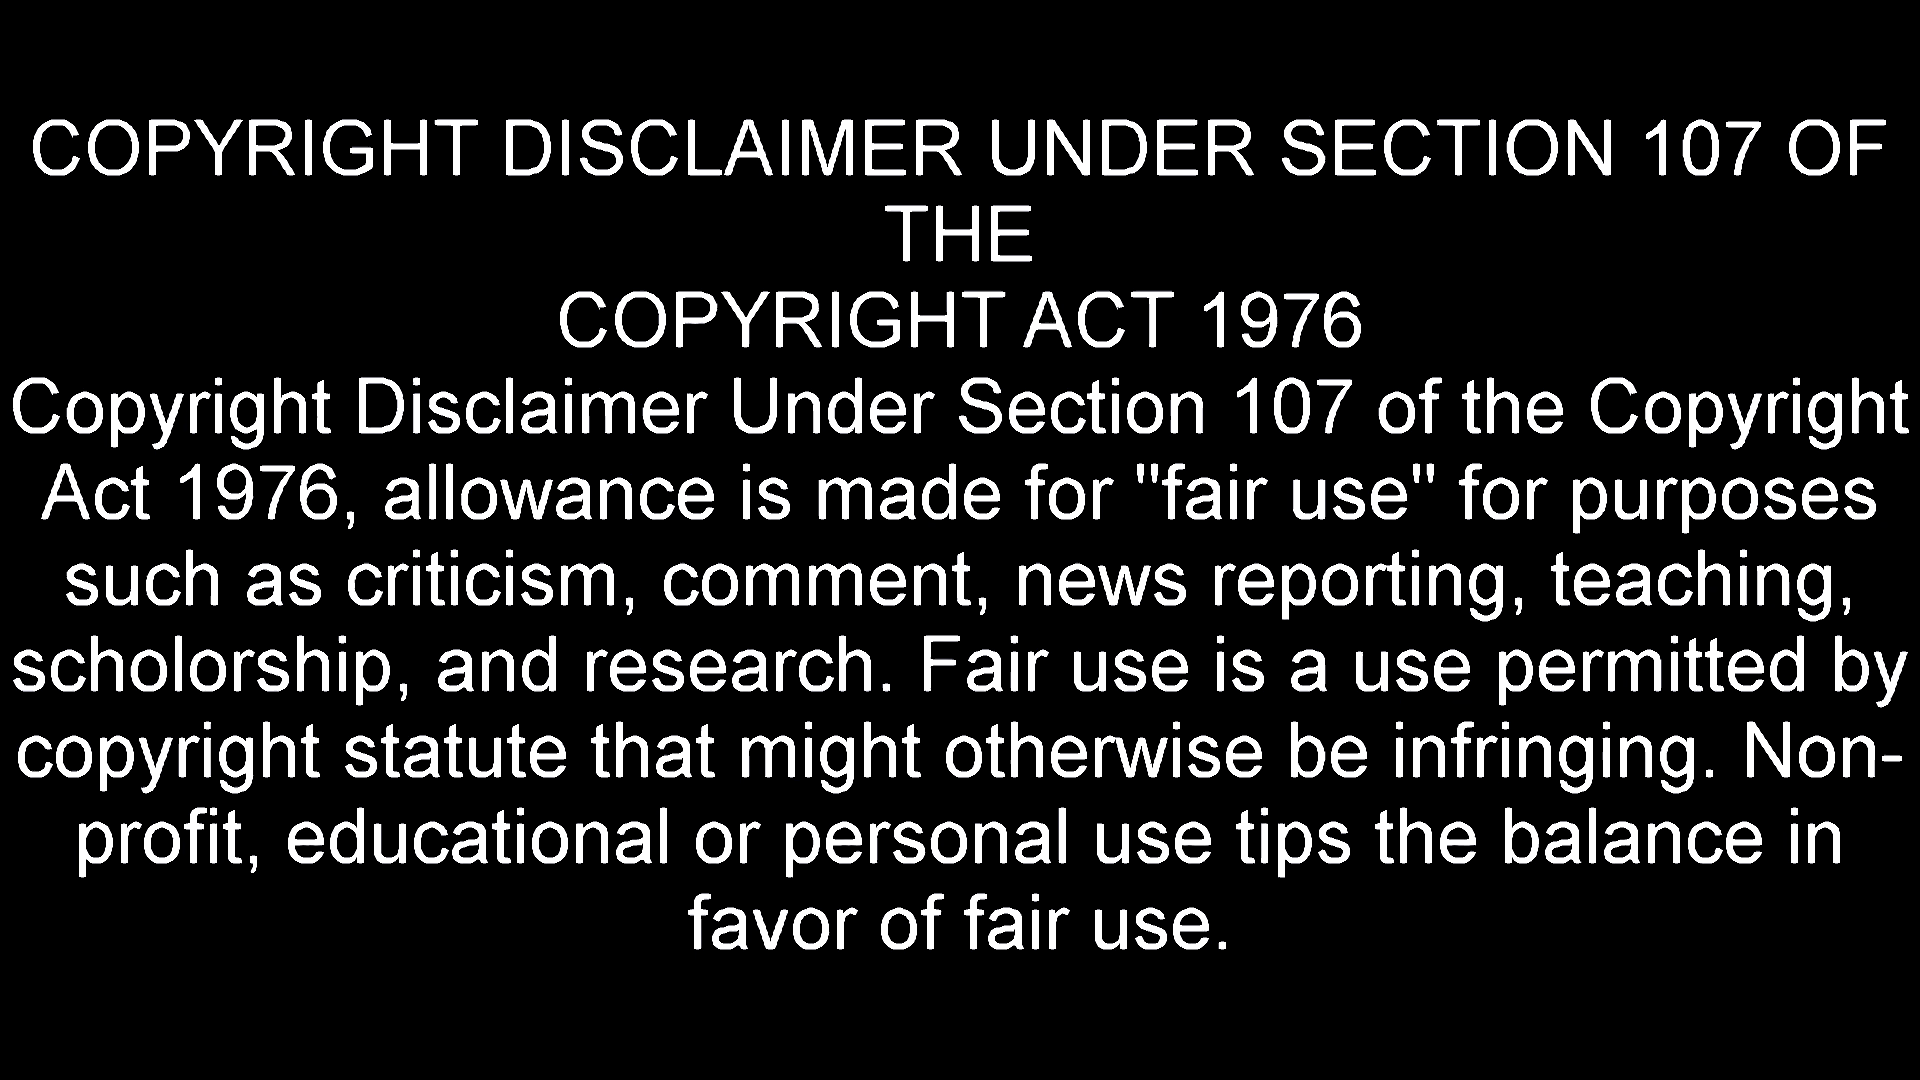 COPYRIGHT DISCLAIMER UNDER SECTION 107 OF
THE
COPYRIGHT ACT 1976
Copyright Disclaimer Under Section 107 of the Copyright
Act 1976, allowance is made for "fair use" for purposes
such as criticism, comment, news reporting, teaching,
scholorship, and research. Fair use is a use permitted by
copyright statute that might otherwise be infringing. Non-
profit, educational or personal use tips the balance in
favor of fair use.